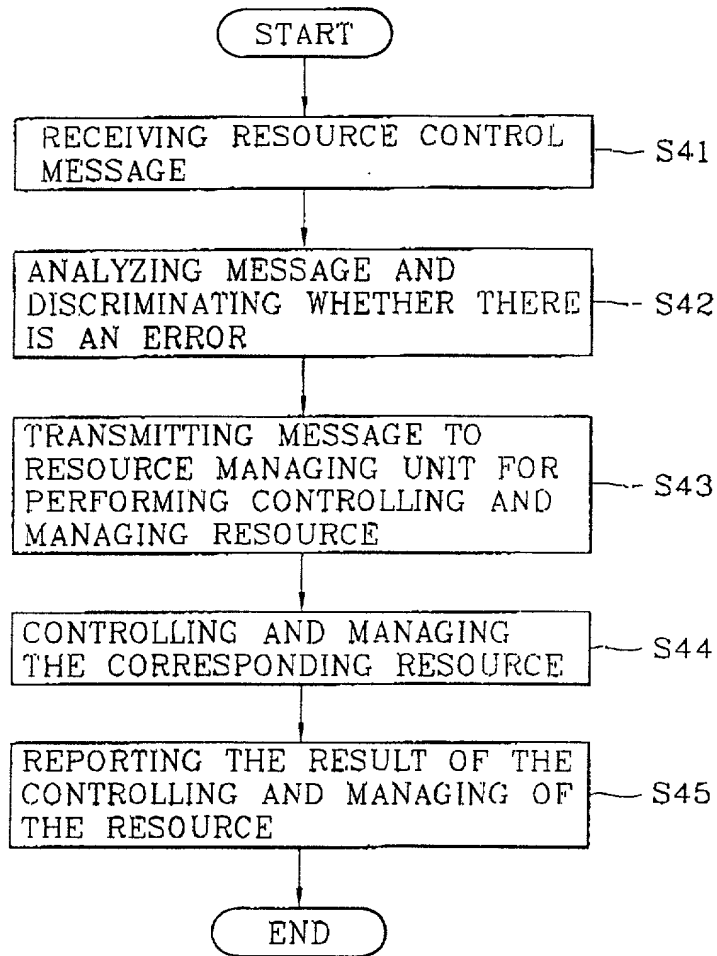 START
RECEIVING RESOURCE CONTROL
MESSAGE
S41
ANALYZING MESSAGE AND
DISCRIMINATING WHETHER THERE
IS AN ERROR
S42
TRANSMITTING MESSAGE TO
RESOURCE MANAGING UNIT FOR
PERFORMING CONTROLLING AND
MANAGING RESOURCE
S43
CONTROLLING AND MANAGING
THE CORRESPONDING RESOURCE
S44
REPORTING THE RESULT OF THE
CONTROLLING AND MANAGING OF
THE RESOURCE
S45
END